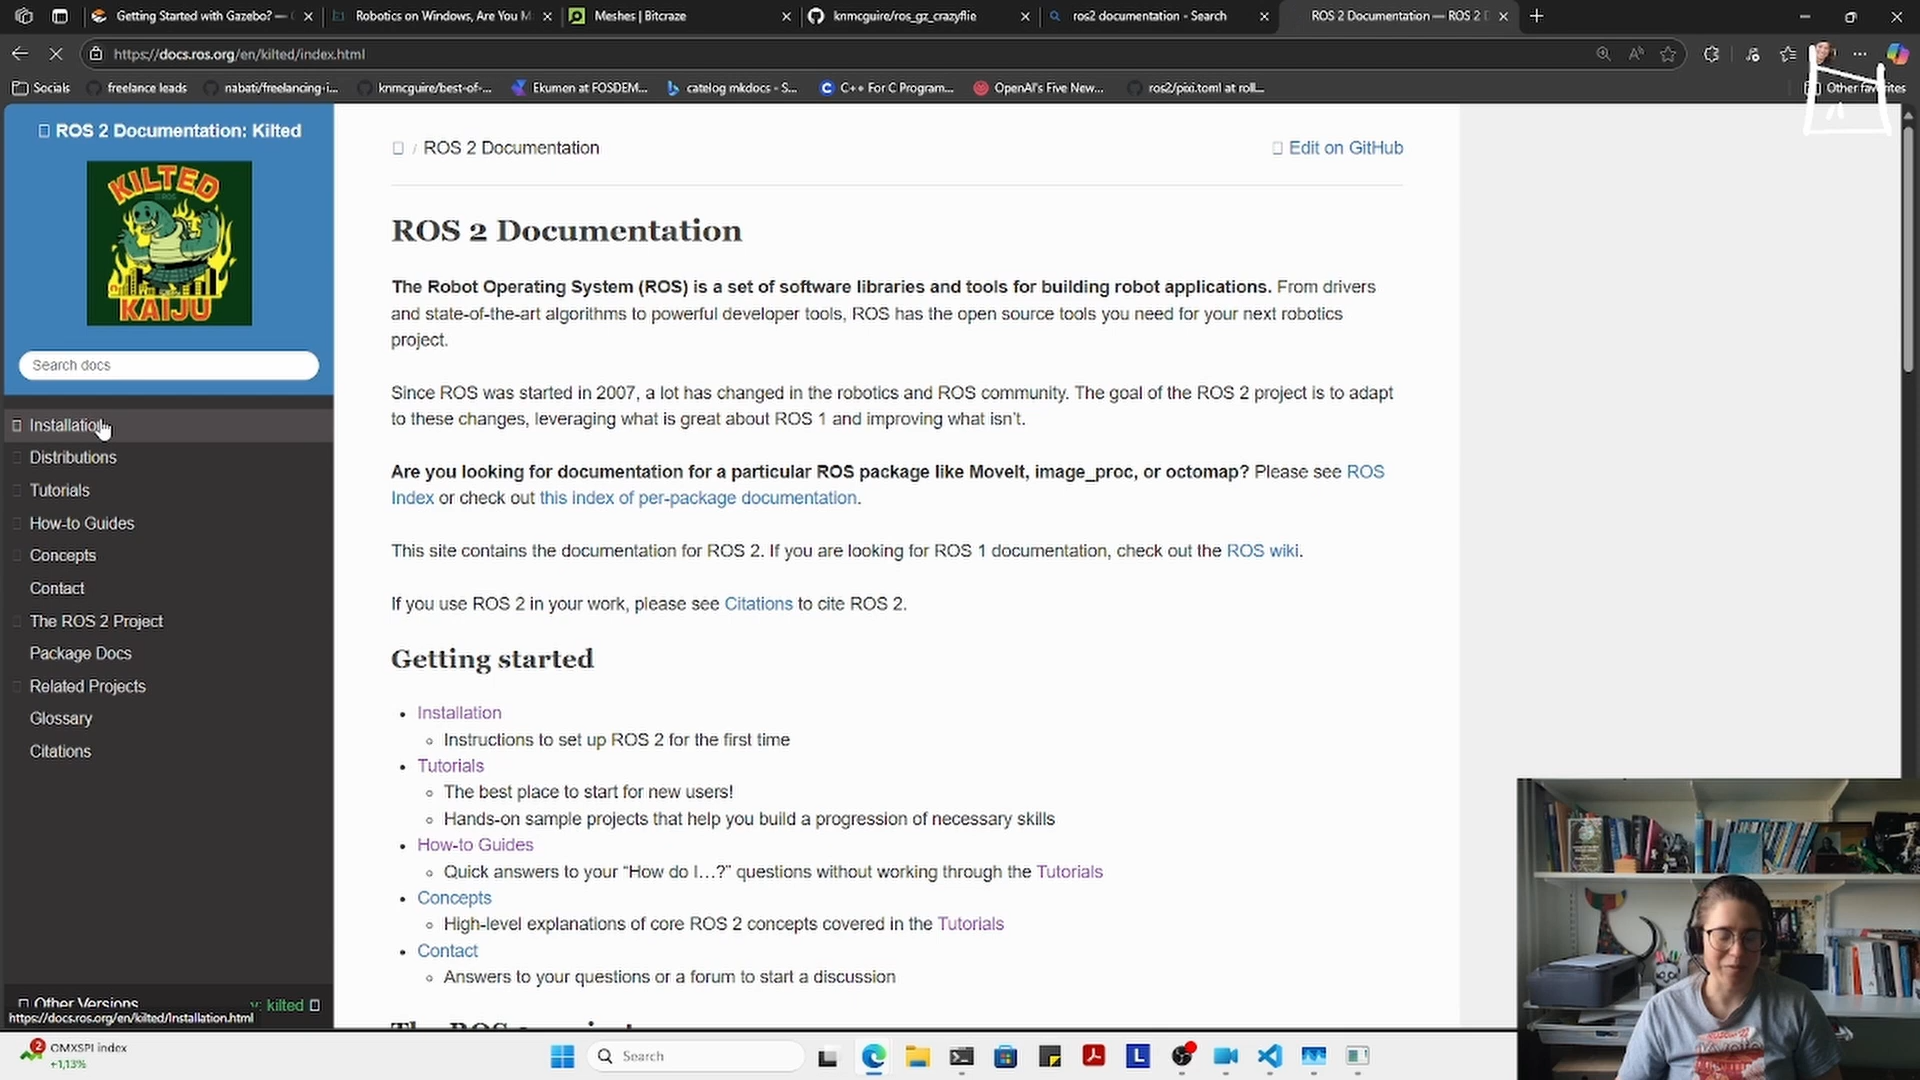 Getting Started with Gazebo? —
Robotics on Windows, Are You M
Meshes | Bitcraze
knmcguire/ros_gz_crazyflie
ros2 documentation - Search
ROS 2 Documentation — ROS 2
https://docs.ros.org/en/kilted/index.html
Socials
freelance leads
nabati/freelancing-i...
knmcguire/best-of-...
Ekumen at FOSDEM...
catelog mkdocs - S...
C++ For C Program...
OpenAI's Five New...
ros2/pixi.toml at roll...
Other favorites
ROS 2 Documentation: Kilted
KILTED
KAIJU
Search docs
Installation
Distributions
Tutorials
How-to Guides
Concepts
Contact
The ROS 2 Project
Package Docs
Related Projects
Glossary
Citations
Other Versions
v: kilted
https://docs.ros.org/en/kilted/Installation.html
/ ROS 2 Documentation
Edit on GitHub
ROS 2 Documentation
The Robot Operating System (ROS) is a set of software libraries and tools for building robot applications. From drivers
and state-of-the-art algorithms to powerful developer tools, ROS has the open source tools you need for your next robotics
project.
Since ROS was started in 2007, a lot has changed in the robotics and ROS community. The goal of the ROS 2 project is to adapt
to these changes, leveraging what is great about ROS 1 and improving what isn't.
Are you looking for documentation for a particular ROS package like MoveIt, image_proc, or octomap? Please see ROS
Index or check out this index of per-package documentation.
This site contains the documentation for ROS 2. If you are looking for ROS 1 documentation, check out the ROS wiki.
If you use ROS 2 in your work, please see Citations to cite ROS 2.
Getting started
• Installation
Instructions to set up ROS 2 for the first time
• Tutorials
The best place to start for new users!
Hands-on sample projects that help you build a progression of necessary skills
• How-to Guides
Quick answers to your “How do I…?” questions without working through the Tutorials
• Concepts
High-level explanations of core ROS 2 concepts covered in the Tutorials
• Contact
Answers to your questions or a forum to start a discussion
2
OMXSPI index
+1,13%
Search